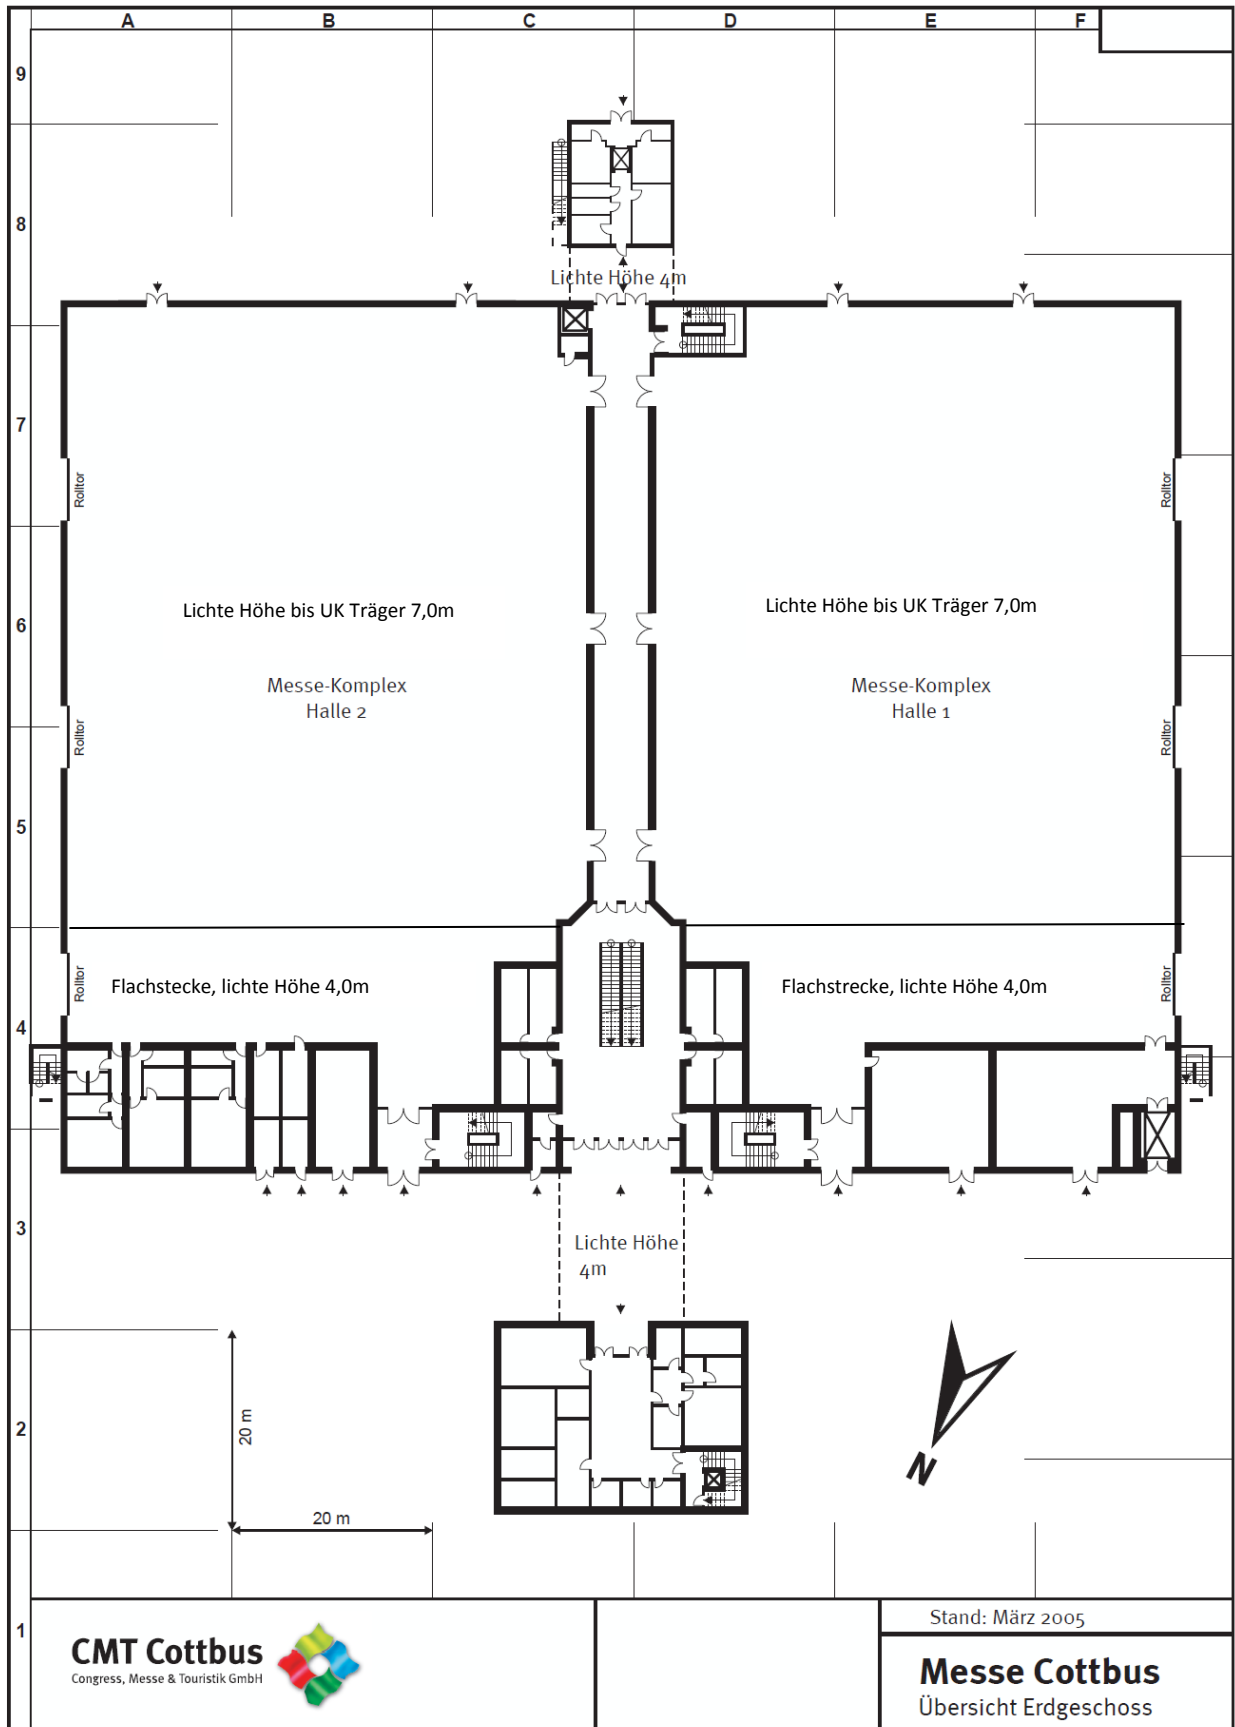 A B C D E F
9
8
Lichte Höhe 4m
7
Rolltor
Rolltor
6
Lichte Höhe bis UK Träger 7,0m
Lichte Höhe bis UK Träger 7,0m
Messe-Komplex
Halle 2
Messe-Komplex
Halle 1
Rolltor
Rolltor
5
Rolltor
Flachstecke, lichte Höhe 4,0m
Flachstrecke, lichte Höhe 4,0m
Rolltor
4
3
Lichte Höhe
4m
2
20 m
20 m
N
1
CMT Cottbus
Congress, Messe & Touristik GmbH
Stand: März 2005
Messe Cottbus
Übersicht Erdgeschoss